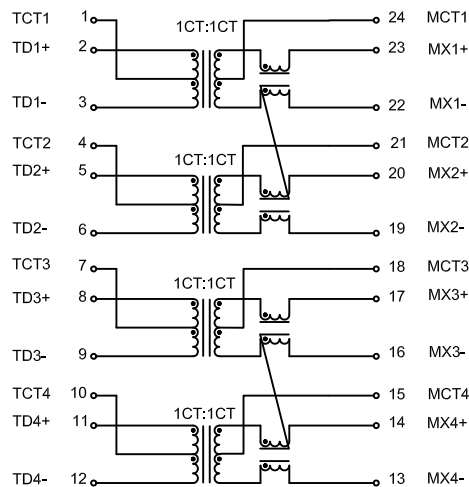 TCT1 1 1CT:1CT 24 MCT1
TD1+ 2 23 MX1+
TD1- 3 22 MX1-
TCT2 4 1CT:1CT 21 MCT2
TD2+ 5 20 MX2+
TD2- 6 19 MX2-
TCT3 7 1CT:1CT 18 MCT3
TD3+ 8 17 MX3+
TD3- 9 16 MX3-
TCT4 10 1CT:1CT 15 MCT4
TD4+ 11 14 MX4+
TD4- 12 13 MX4-